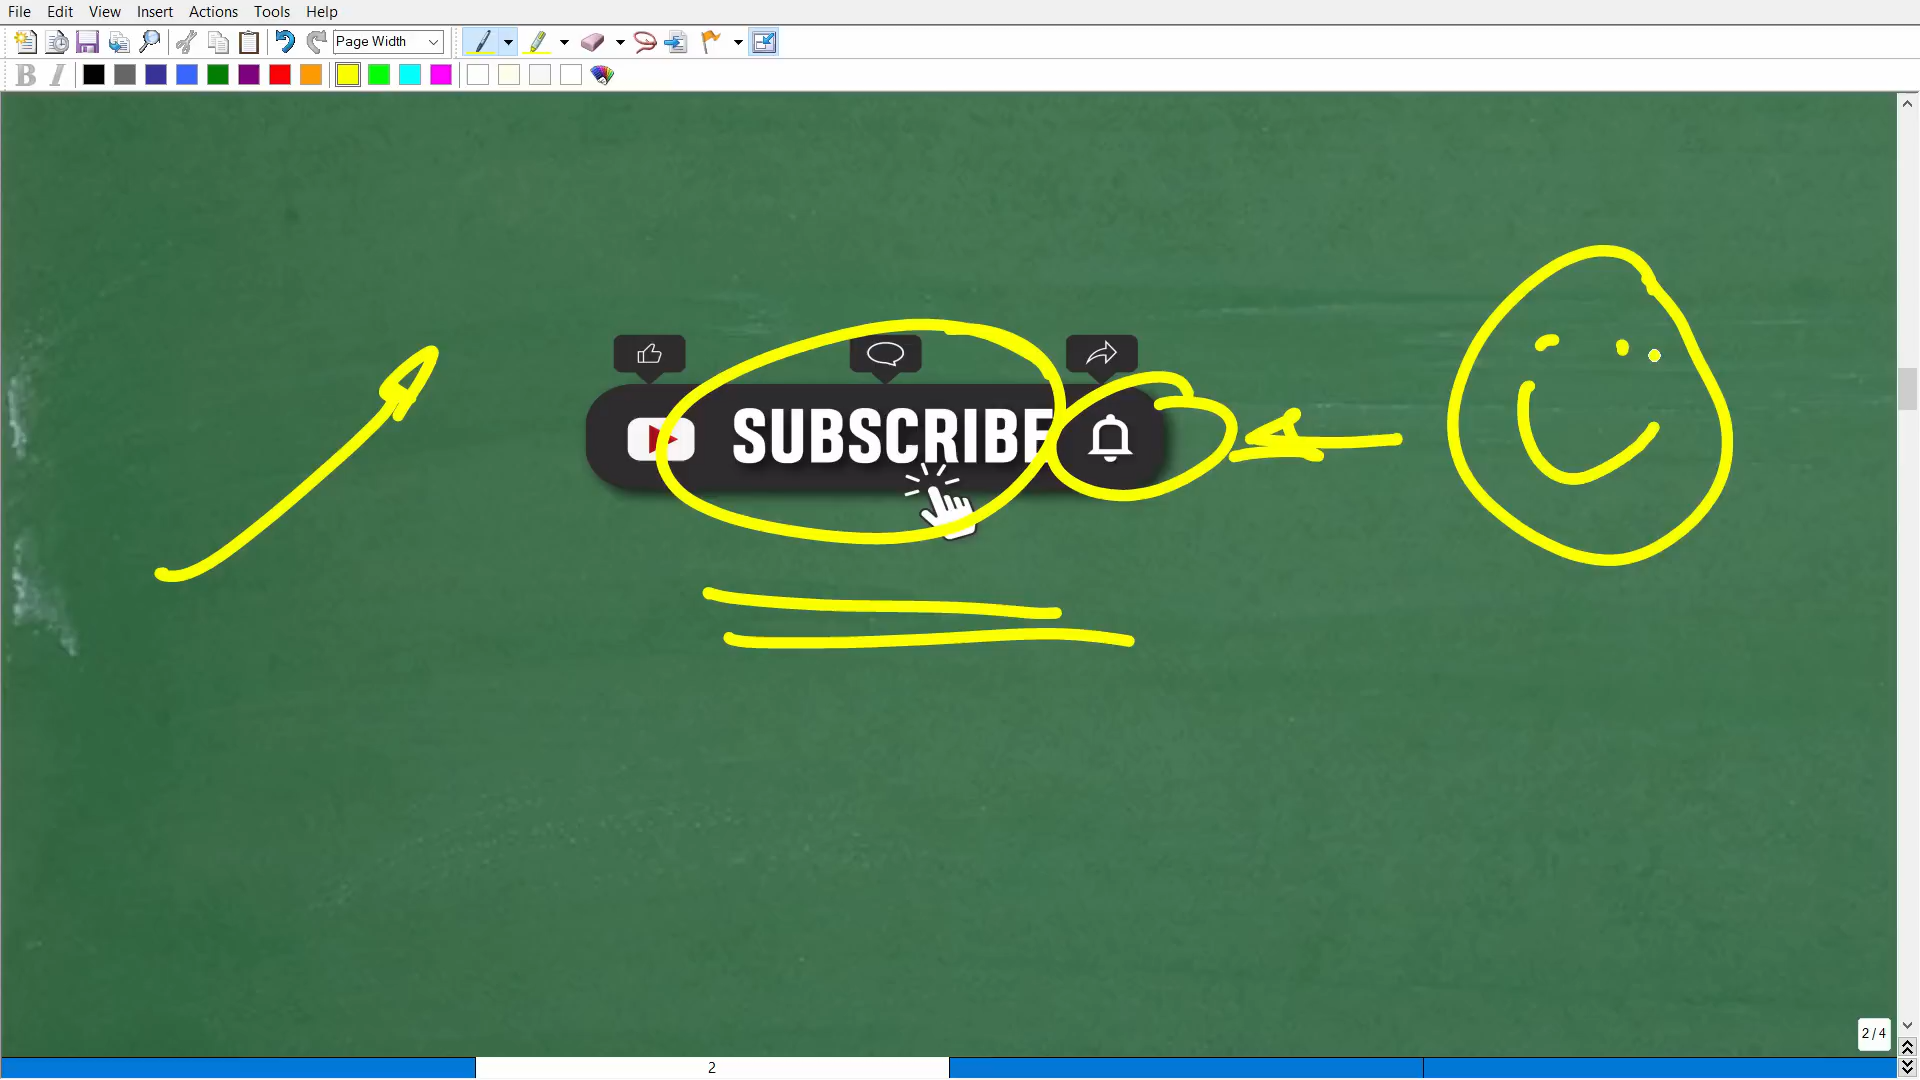 File Edit View Insert Actions Tools Help
Page Width
B I
SUBSCRIBE
2 / 4
2